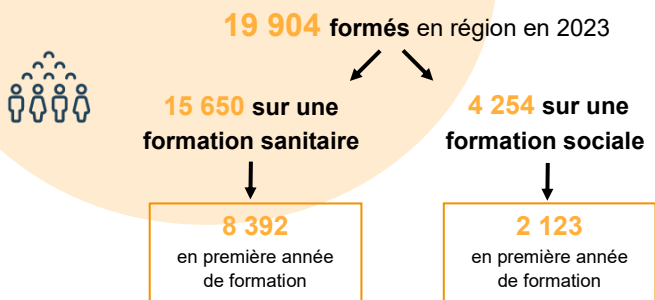 19 904 formés en région en 2023
15 650 sur une
formation sanitaire
4 254 sur une
formation sociale
8 392
en première année
de formation
2 123
en première année
de formation